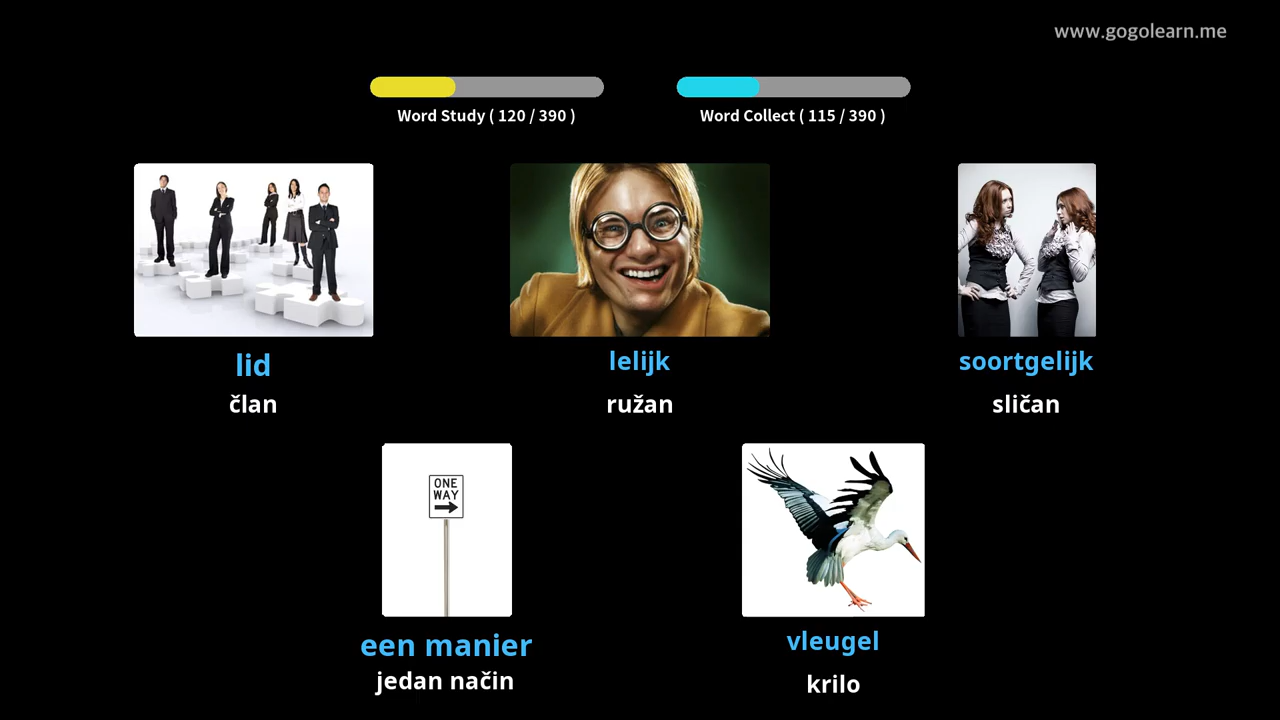 www.gogolearn.me
Word Study ( 120 / 390 )
Word Collect ( 115 / 390 )
lid
lelijk
soortgelijk
član
ružan
sličan
ONE
WAY
een manier
vleugel
jedan način
krilo